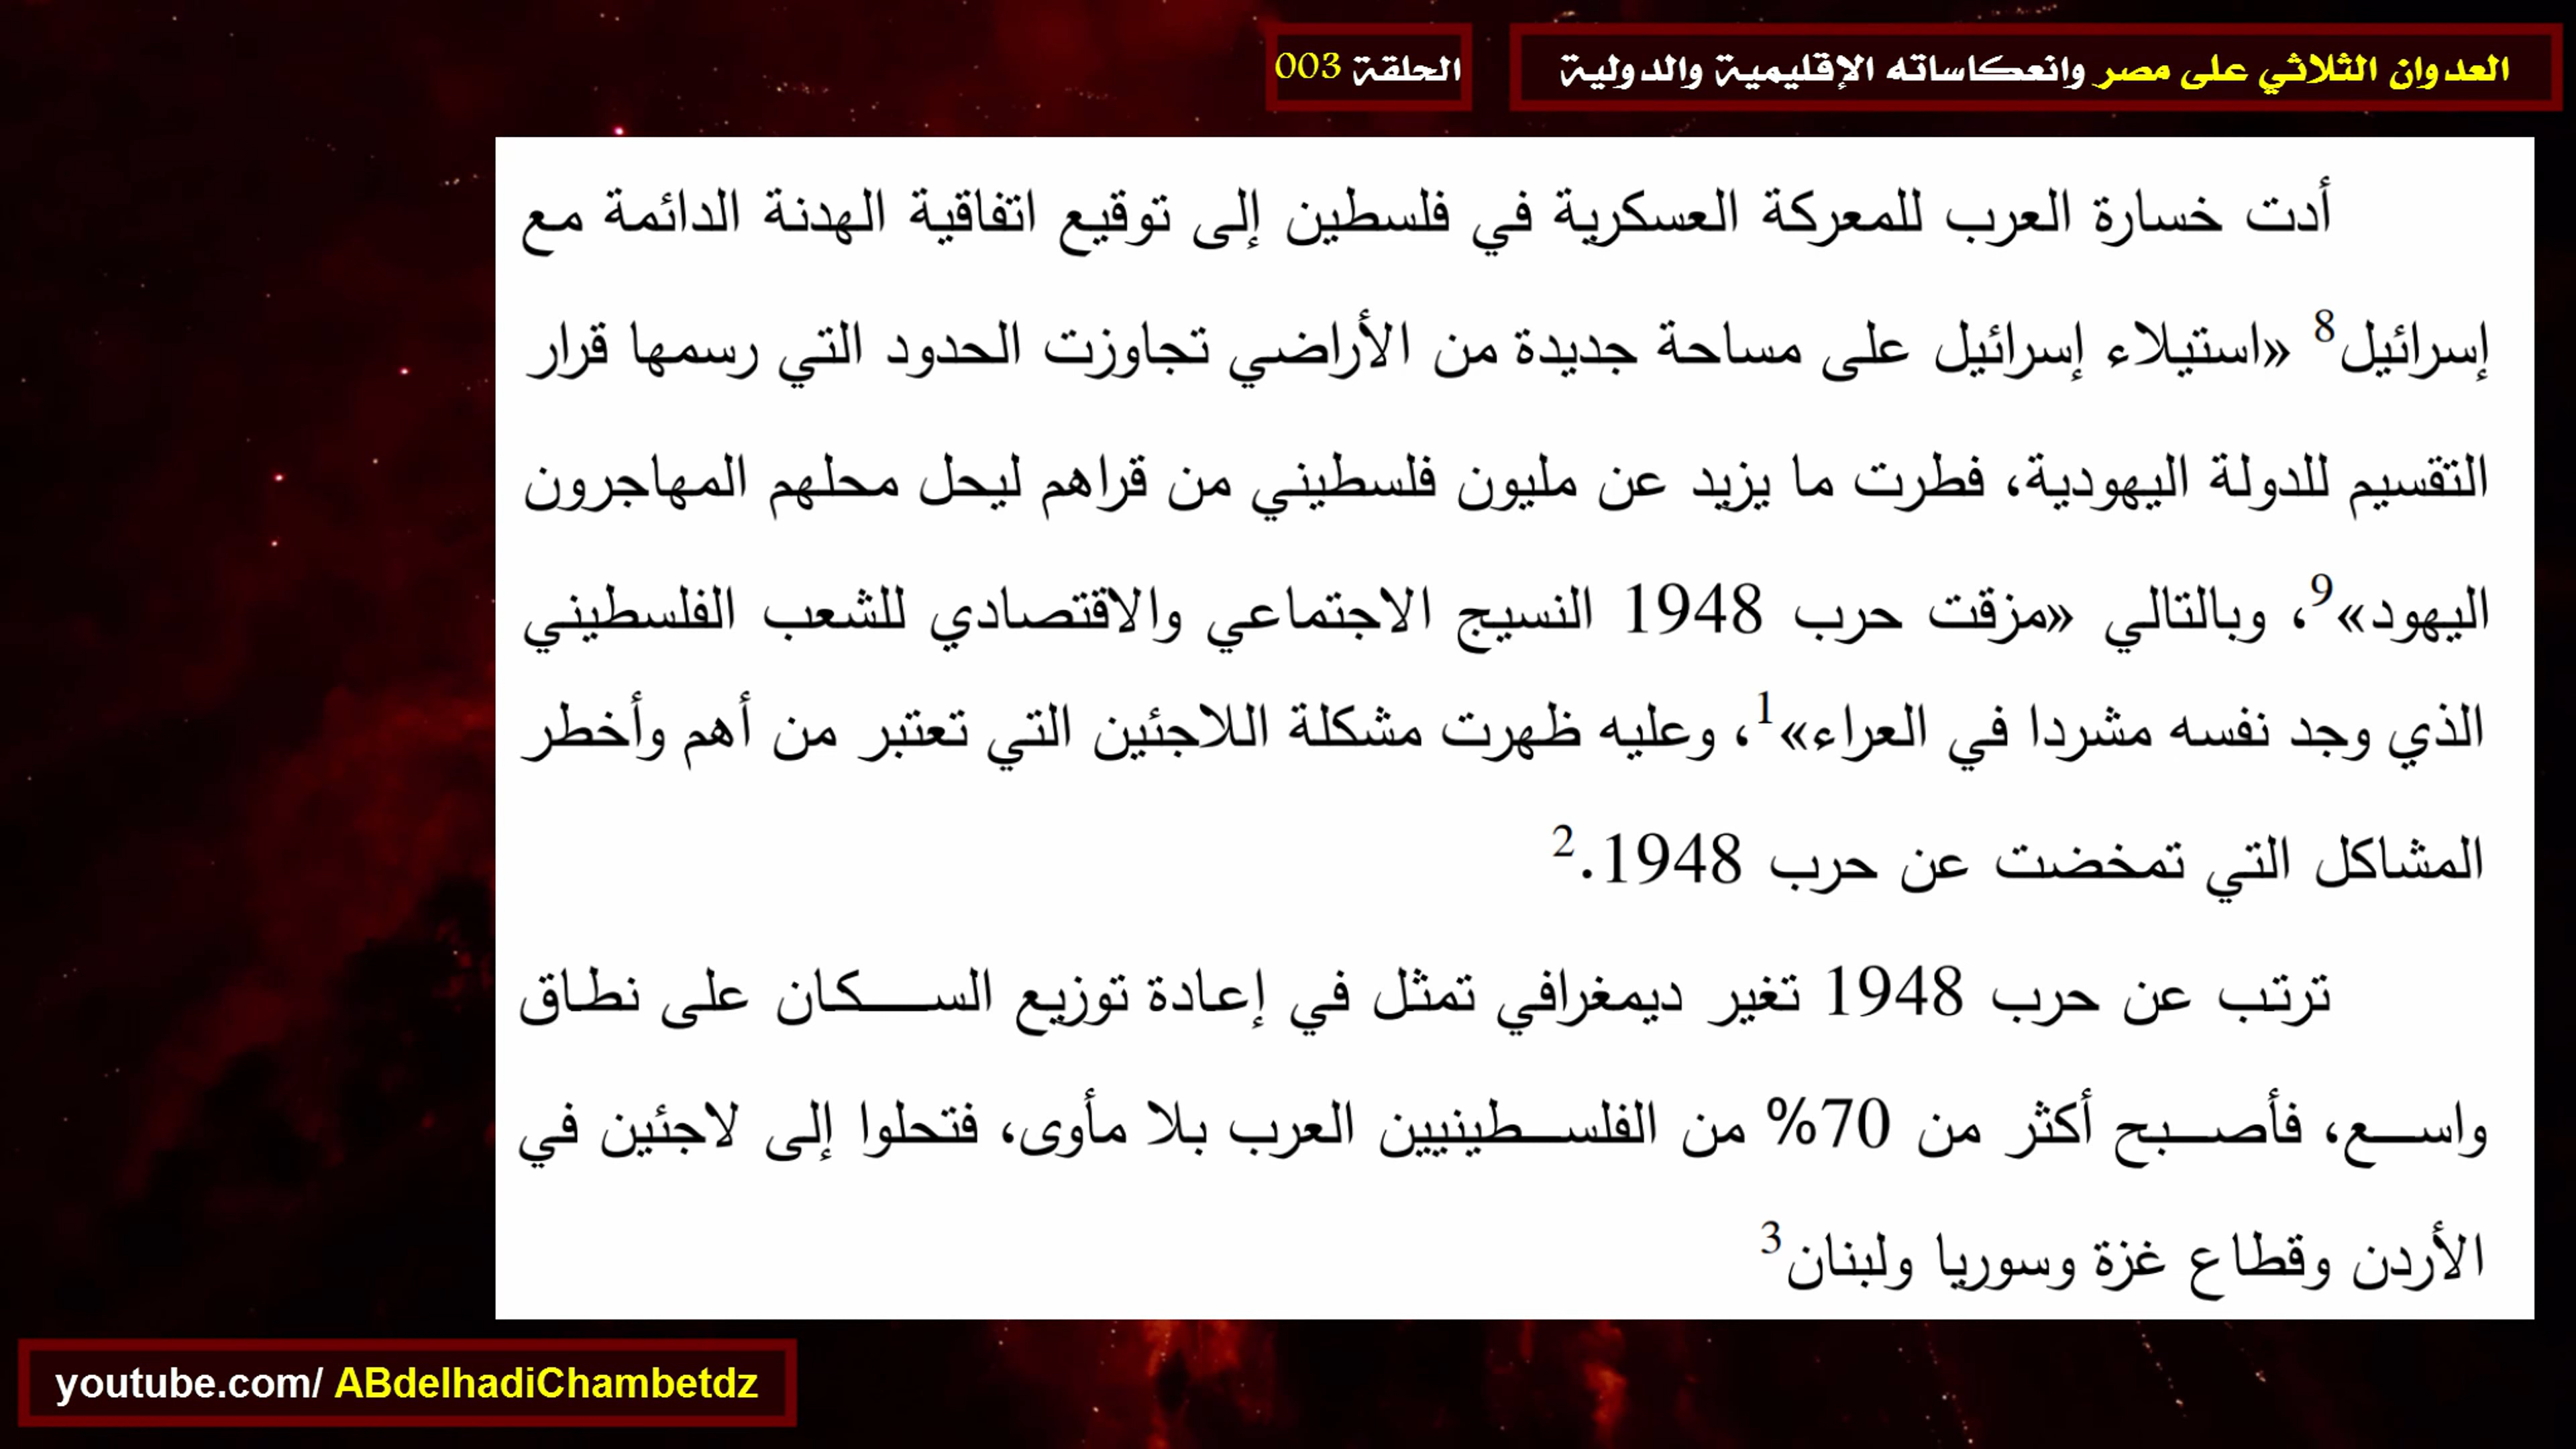 العدوان الثلاثي على مصر وانعكاساته الإقليمية والدولية
الحلقة 003
أدت خسارة العرب للمعركة العسكرية في فلسطين إلى توقيع اتفاقية الهدنة الدائمة مع
إسرائيل⁸ «استيلاء إسرائيل على مساحة جديدة من الأراضي تجاوزت الحدود التي رسمها قرار
التقسيم للدولة اليهودية، فطرت ما يزيد عن مليون فلسطيني من قراهم ليحل محلهم المهاجرون
اليهود»⁹، وبالتالي «مزقت حرب 1948 النسيج الاجتماعي والاقتصادي للشعب الفلسطيني
الذي وجد نفسه مشردا في العراء»¹، وعليه ظهرت مشكلة اللاجئين التي تعتبر من أهم وأخطر
المشاكل التي تمخضت عن حرب 1948.²
ترتب عن حرب 1948 تغير ديمغرافي تمثل في إعادة توزيع الســـكان على نطاق
واســـع، فأصـــبح أكثر من 70% من الفلســـطينيين العرب بلا مأوى، فتحلوا إلى لاجئين في
الأردن وقطاع غزة وسوريا ولبنان³
youtube.com/ ABdelhadiChambetdz